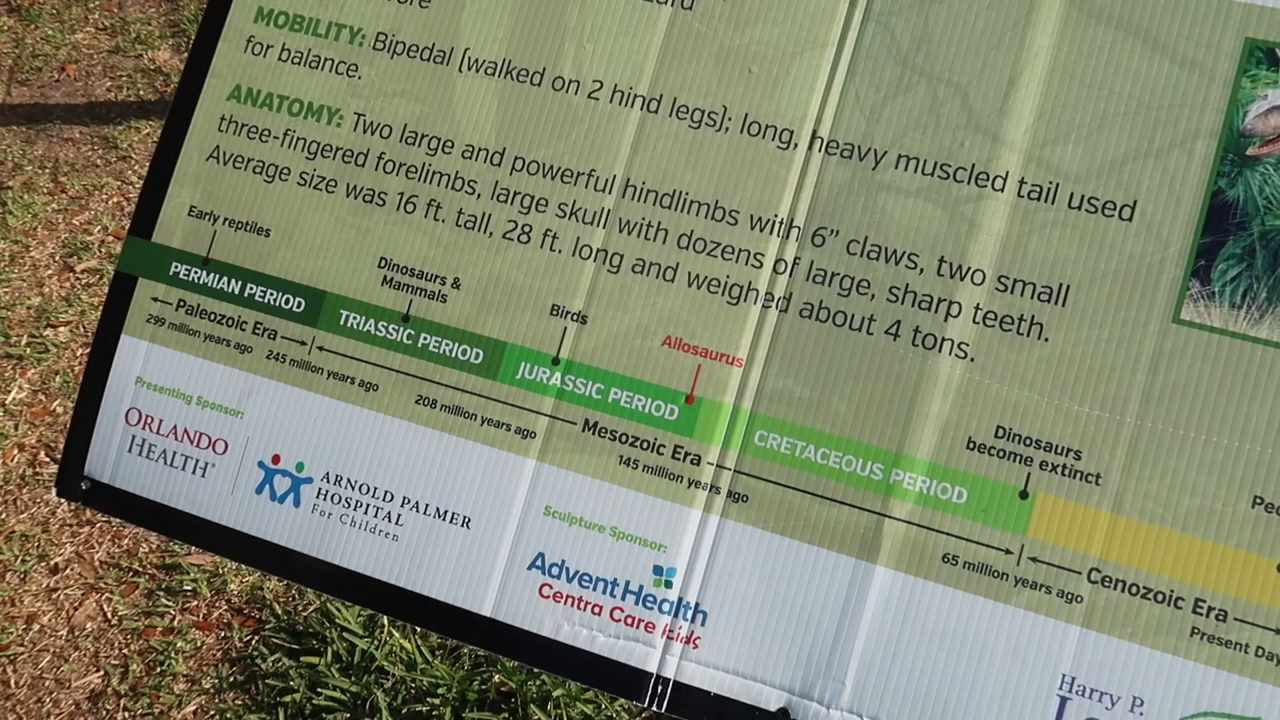 MOBILITY: Bipedal [walked on 2 hind legs]; long, heavy muscled tail used
for balance.
ANATOMY: Two large and powerful hindlimbs with 6” claws, two small
three-fingered forelimbs, large skull with dozens of large, sharp teeth.
Average size was 16 ft. tall, 28 ft. long and weighed about 4 tons.
Early reptiles
Dinosaurs &
Mammals
Birds
Allosaurus
Dinosaurs
become extinct
PERMIAN PERIOD
TRIASSIC PERIOD
JURASSIC PERIOD
CRETACEOUS PERIOD
Paleozoic Era
Mesozoic Era
Cenozoic Era
299 million years ago
245 million years ago
208 million years ago
145 million years ago
65 million years ago
Present Day
Presenting Sponsor:
ORLANDO
HEALTH®
ARNOLD PALMER
HOSPITAL
For Children
Sculpture Sponsor:
AdventHealth
Centra Care kids
Harry P.